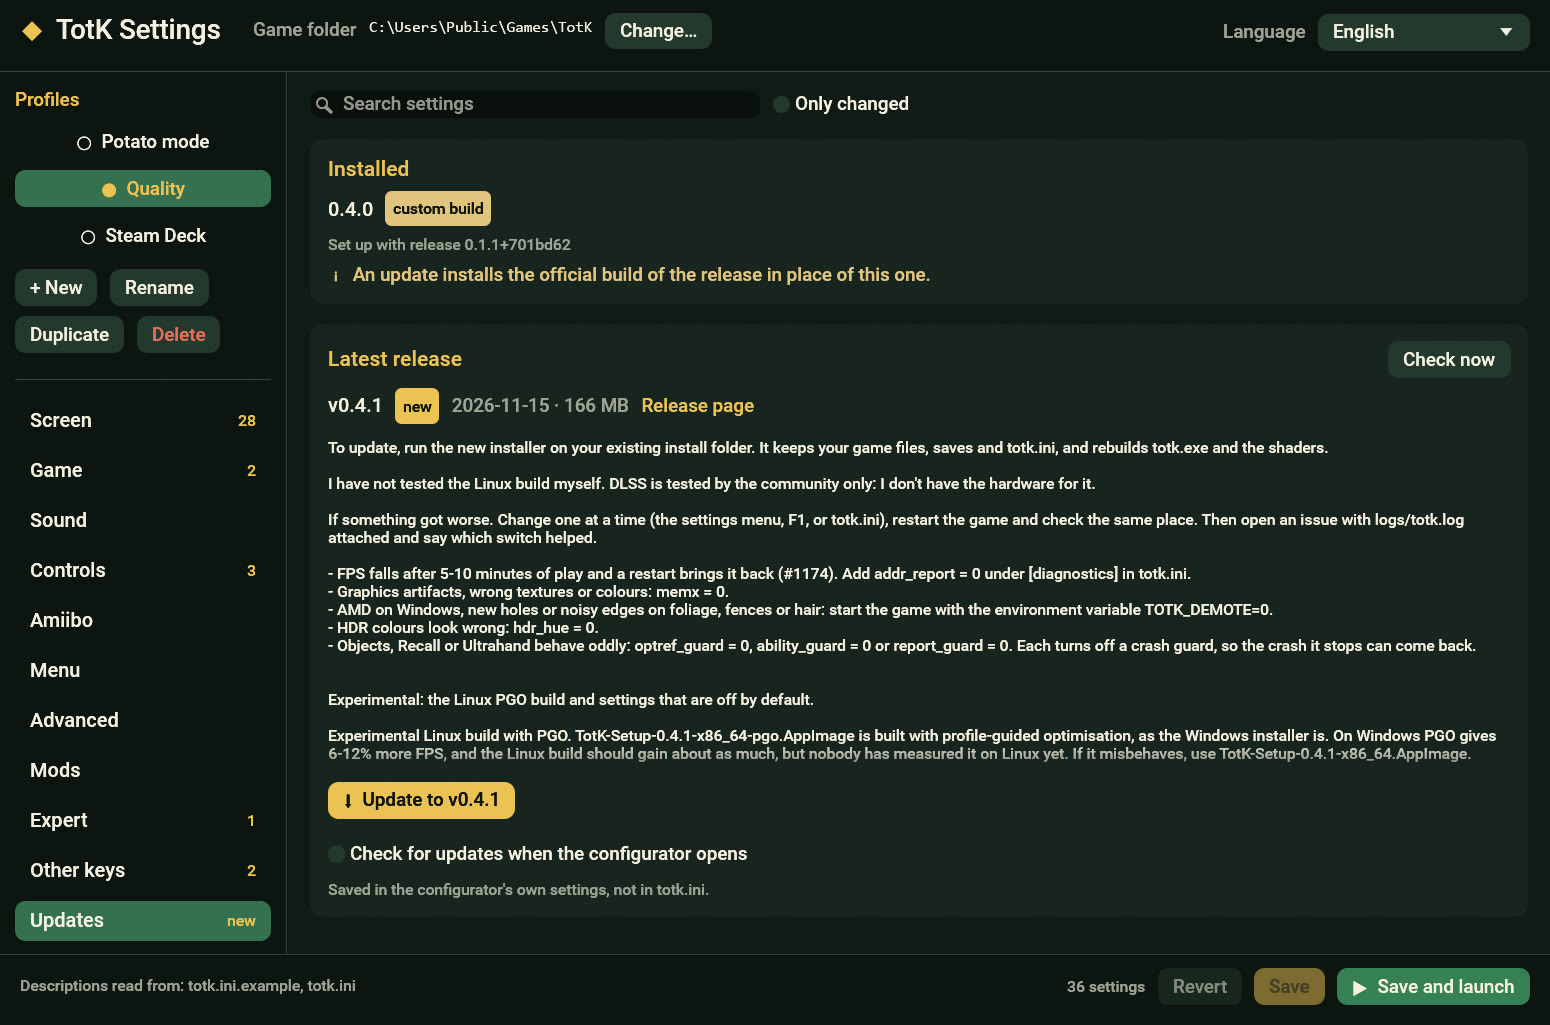 TotK Settings
Game folder C:\Users\Public\Games\TotK Change...
Language English
Profiles
Potato mode
Quality
Steam Deck
+ New Rename
Duplicate Delete
Screen 28
Game 2
Sound
Controls 3
Amiibo
Menu
Advanced
Mods
Expert 1
Other keys 2
Updates new
Search settings Only changed
Installed
0.4.0 custom build
Set up with release 0.1.1+701bd62
i An update installs the official build of the release in place of this one.
Latest release Check now
v0.4.1 new 2026-11-15 · 166 MB Release page
To update, run the new installer on your existing install folder. It keeps your game files, saves and totk.ini, and rebuilds totk.exe and the shaders.
I have not tested the Linux build myself. DLSS is tested by the community only: I don't have the hardware for it.
If something got worse. Change one at a time (the settings menu, F1, or totk.ini), restart the game and check the same place. Then open an issue with logs/totk.log
attached and say which switch helped.
- FPS falls after 5-10 minutes of play and a restart brings it back (#1174). Add addr_report = 0 under [diagnostics] in totk.ini.
- Graphics artifacts, wrong textures or colours: memx = 0.
- AMD on Windows, new holes or noisy edges on foliage, fences or hair: start the game with the environment variable TOTK_DEMOTE=0.
- HDR colours look wrong: hdr_hue = 0.
- Objects, Recall or Ultrahand behave oddly: optref_guard = 0, ability_guard = 0 or report_guard = 0. Each turns off a crash guard, so the crash it stops can come back.
Experimental: the Linux PGO build and settings that are off by default.
Experimental Linux build with PGO. TotK-Setup-0.4.1-x86_64-pgo.AppImage is built with profile-guided optimisation, as the Windows installer is. On Windows PGO gives
6-12% more FPS, and the Linux build should gain about as much, but nobody has measured it on Linux yet. If it misbehaves, use TotK-Setup-0.4.1-x86_64.AppImage.
Update to v0.4.1
Check for updates when the configurator opens
Saved in the configurator's own settings, not in totk.ini.
Descriptions read from: totk.ini.example, totk.ini
36 settings Revert Save Save and launch